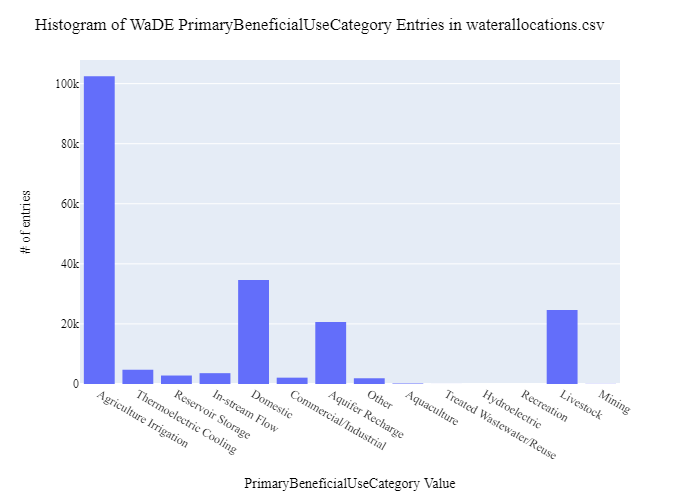 Histogram of WaDE PrimaryBeneficialUseCategory Entries in waterallocations.csv
# of entries
100k
80k
60k
40k
20k
0
Agriculture Irrigation
Thermoelectric Cooling
Reservoir Storage
In-stream Flow
Domestic
Commercial/Industrial
Aquifer Recharge
Other
Aquaculture
Treated Wastewater/Reuse
Hydroelectric
Recreation
Livestock
Mining
PrimaryBeneficialUseCategory Value